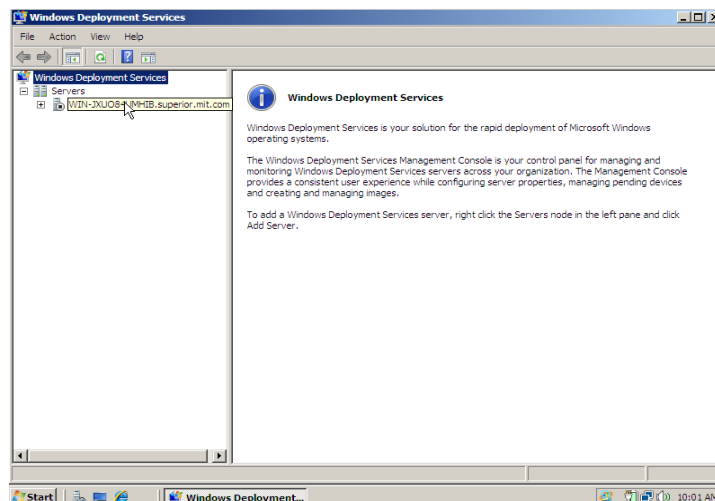 Windows Deployment Services
File Action View Help
Windows Deployment Services
Servers
superior.mit.com
Windows Deployment Services
Windows Deployment Services is your solution for the rapid deployment of Microsoft Windows
operating systems.
The Windows Deployment Services Management Console is your control panel for managing and
monitoring Windows Deployment Services servers across your organization. The Management Console
provides a consistent user experience while configuring server properties, managing pending devices
and creating and managing images.
To add a Windows Deployment Services server, right click the Servers node in the left pane and click
Add Server.
Start
Windows Deployment...
10:01 AM